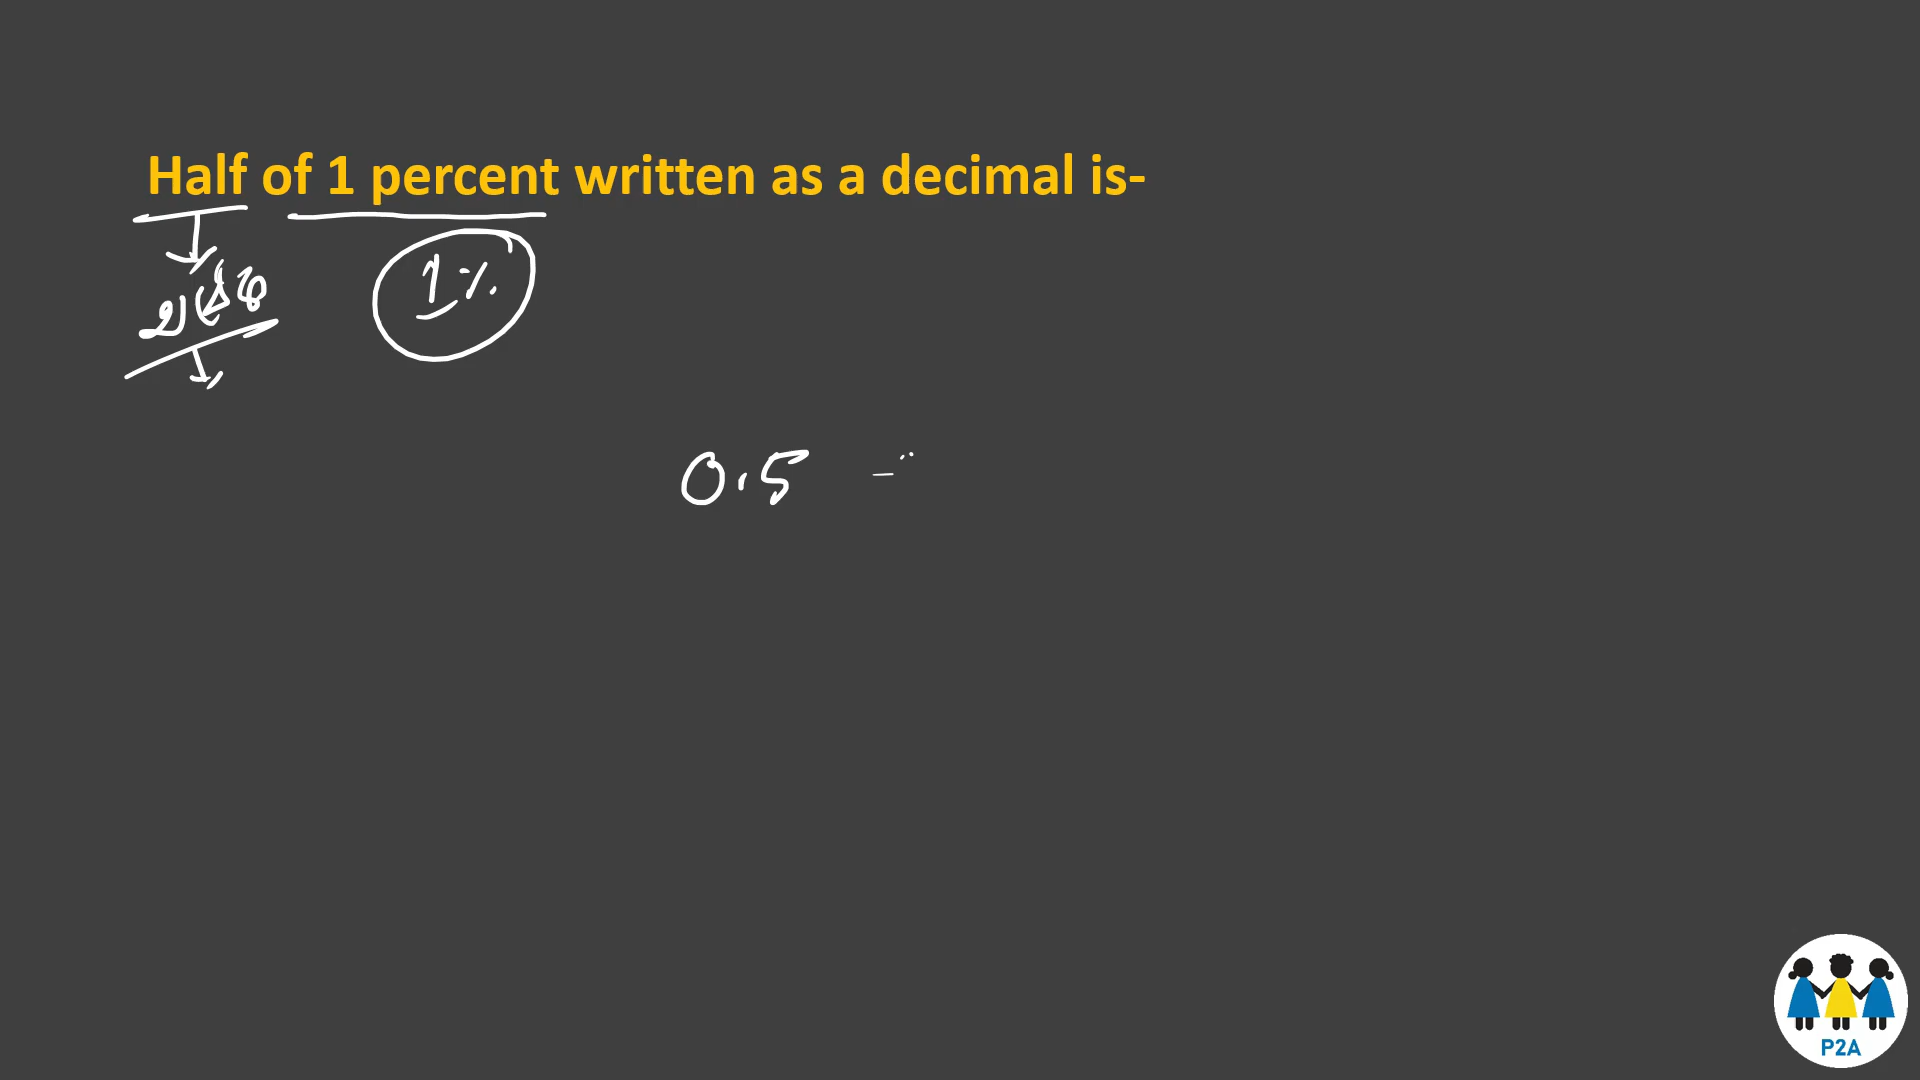 Half of 1 percent written as a decimal is-
1%
0.5
P2A